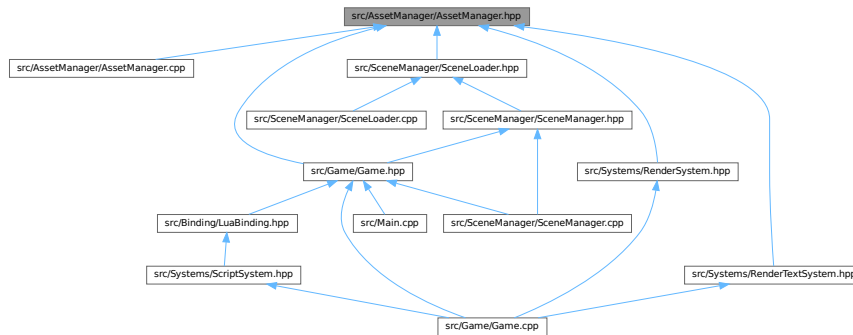 src/AssetManager/AssetManager.hpp
src/AssetManager/AssetManager.cpp
src/SceneManager/SceneLoader.hpp
src/SceneManager/SceneLoader.cpp
src/SceneManager/SceneManager.hpp
src/Game/Game.hpp
src/Systems/RenderSystem.hpp
src/Binding/LuaBinding.hpp
src/Main.cpp
src/SceneManager/SceneManager.cpp
src/Systems/ScriptSystem.hpp
src/Systems/RenderTextSystem.hpp
src/Game/Game.cpp